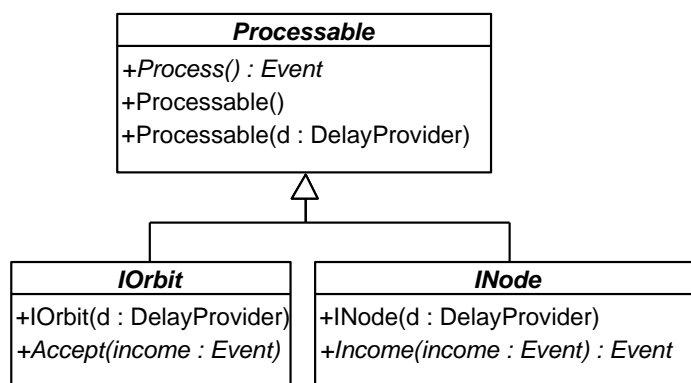 Processable
+Process() : Event
+Processable()
+Processable(d : DelayProvider)
IOrbit
+IOrbit(d : DelayProvider)
+Accept(income : Event)
INode
+INode(d : DelayProvider)
+Income(income : Event) : Event